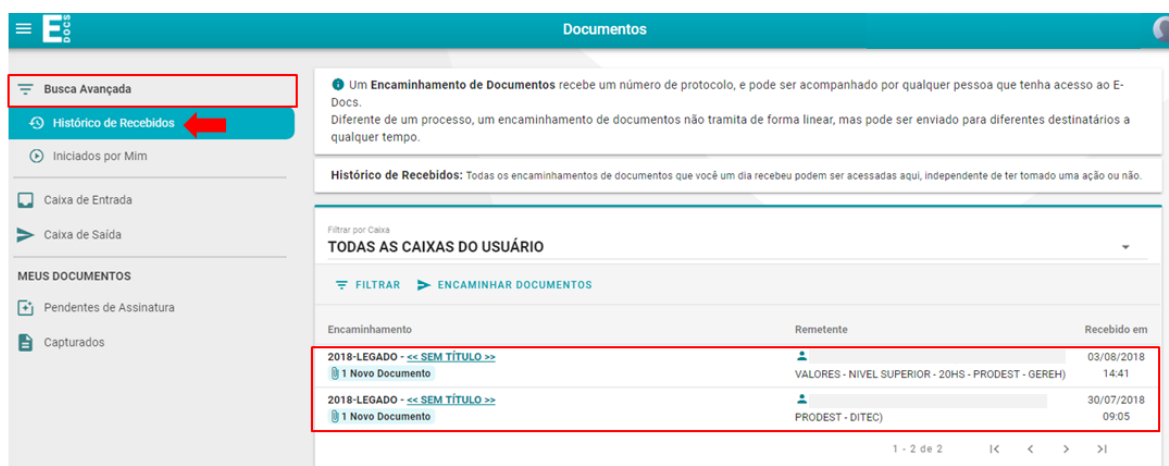 E DOCS
Documentos
Busca Avançada
Histórico de Recebidos
Iniciados por Mim
Caixa de Entrada
Caixa de Saída
MEUS DOCUMENTOS
Pendentes de Assinatura
Capturados
Um Encaminhamento de Documentos recebe um número de protocolo, e pode ser acompanhado por qualquer pessoa que tenha acesso ao E-
Docs.
Diferente de um processo, um encaminhamento de documentos não tramita de forma linear, mas pode ser enviado para diferentes destinatários a
qualquer tempo.
Histórico de Recebidos: Todas os encaminhamentos de documentos que você um dia recebeu podem ser acessadas aqui, independente de ter tomado uma ação ou não.
Filtrar por Caixa
TODAS AS CAIXAS DO USUÁRIO
FILTRAR ENCAMINHAR DOCUMENTOS
Encaminhamento Remetente Recebido em
2018-LEGADO - << SEM TÍTULO >> 03/08/2018
1 Novo Documento VALORES - NIVEL SUPERIOR - 20HS - PRODEST - GEREH) 14:41
2018-LEGADO - << SEM TÍTULO >> 30/07/2018
1 Novo Documento PRODEST - DITEC) 09:05
1 - 2 de 2